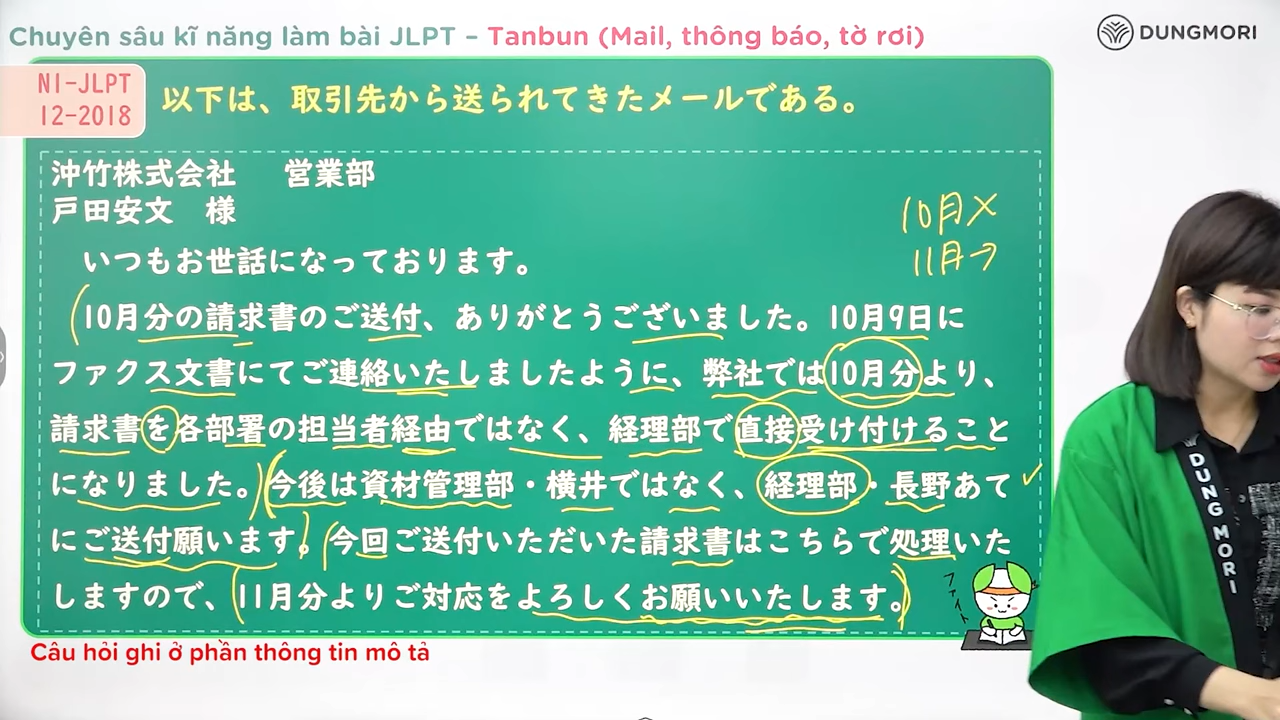 Chuyên sâu kĩ năng làm bài JLPT – Tanbun (Mail, thông báo, tờ rơi)
DUNGMORI
N1-JLPT
12-2018
以下は、取引先から送られてきたメールである。
沖竹株式会社 営業部
戸田安文 様
10月×
11月→
いつもお世話になっております。
10月分の請求書のご送付、ありがとうございました。10月9日に
ファクス文書にてご連絡いたしましたように、弊社では10月分より、
請求書を各部署の担当者経由ではなく、経理部で直接受け付けること
になりました。今後は資材管理部・横井ではなく、経理部・長野あて
にご送付願います。今回ご送付いただいた請求書はこちらで処理いた
しますので、11月分よりご対応をよろしくお願いいたします。
ファイト
DUNG MORI
Câu hỏi ghi ở phần thông tin mô tả